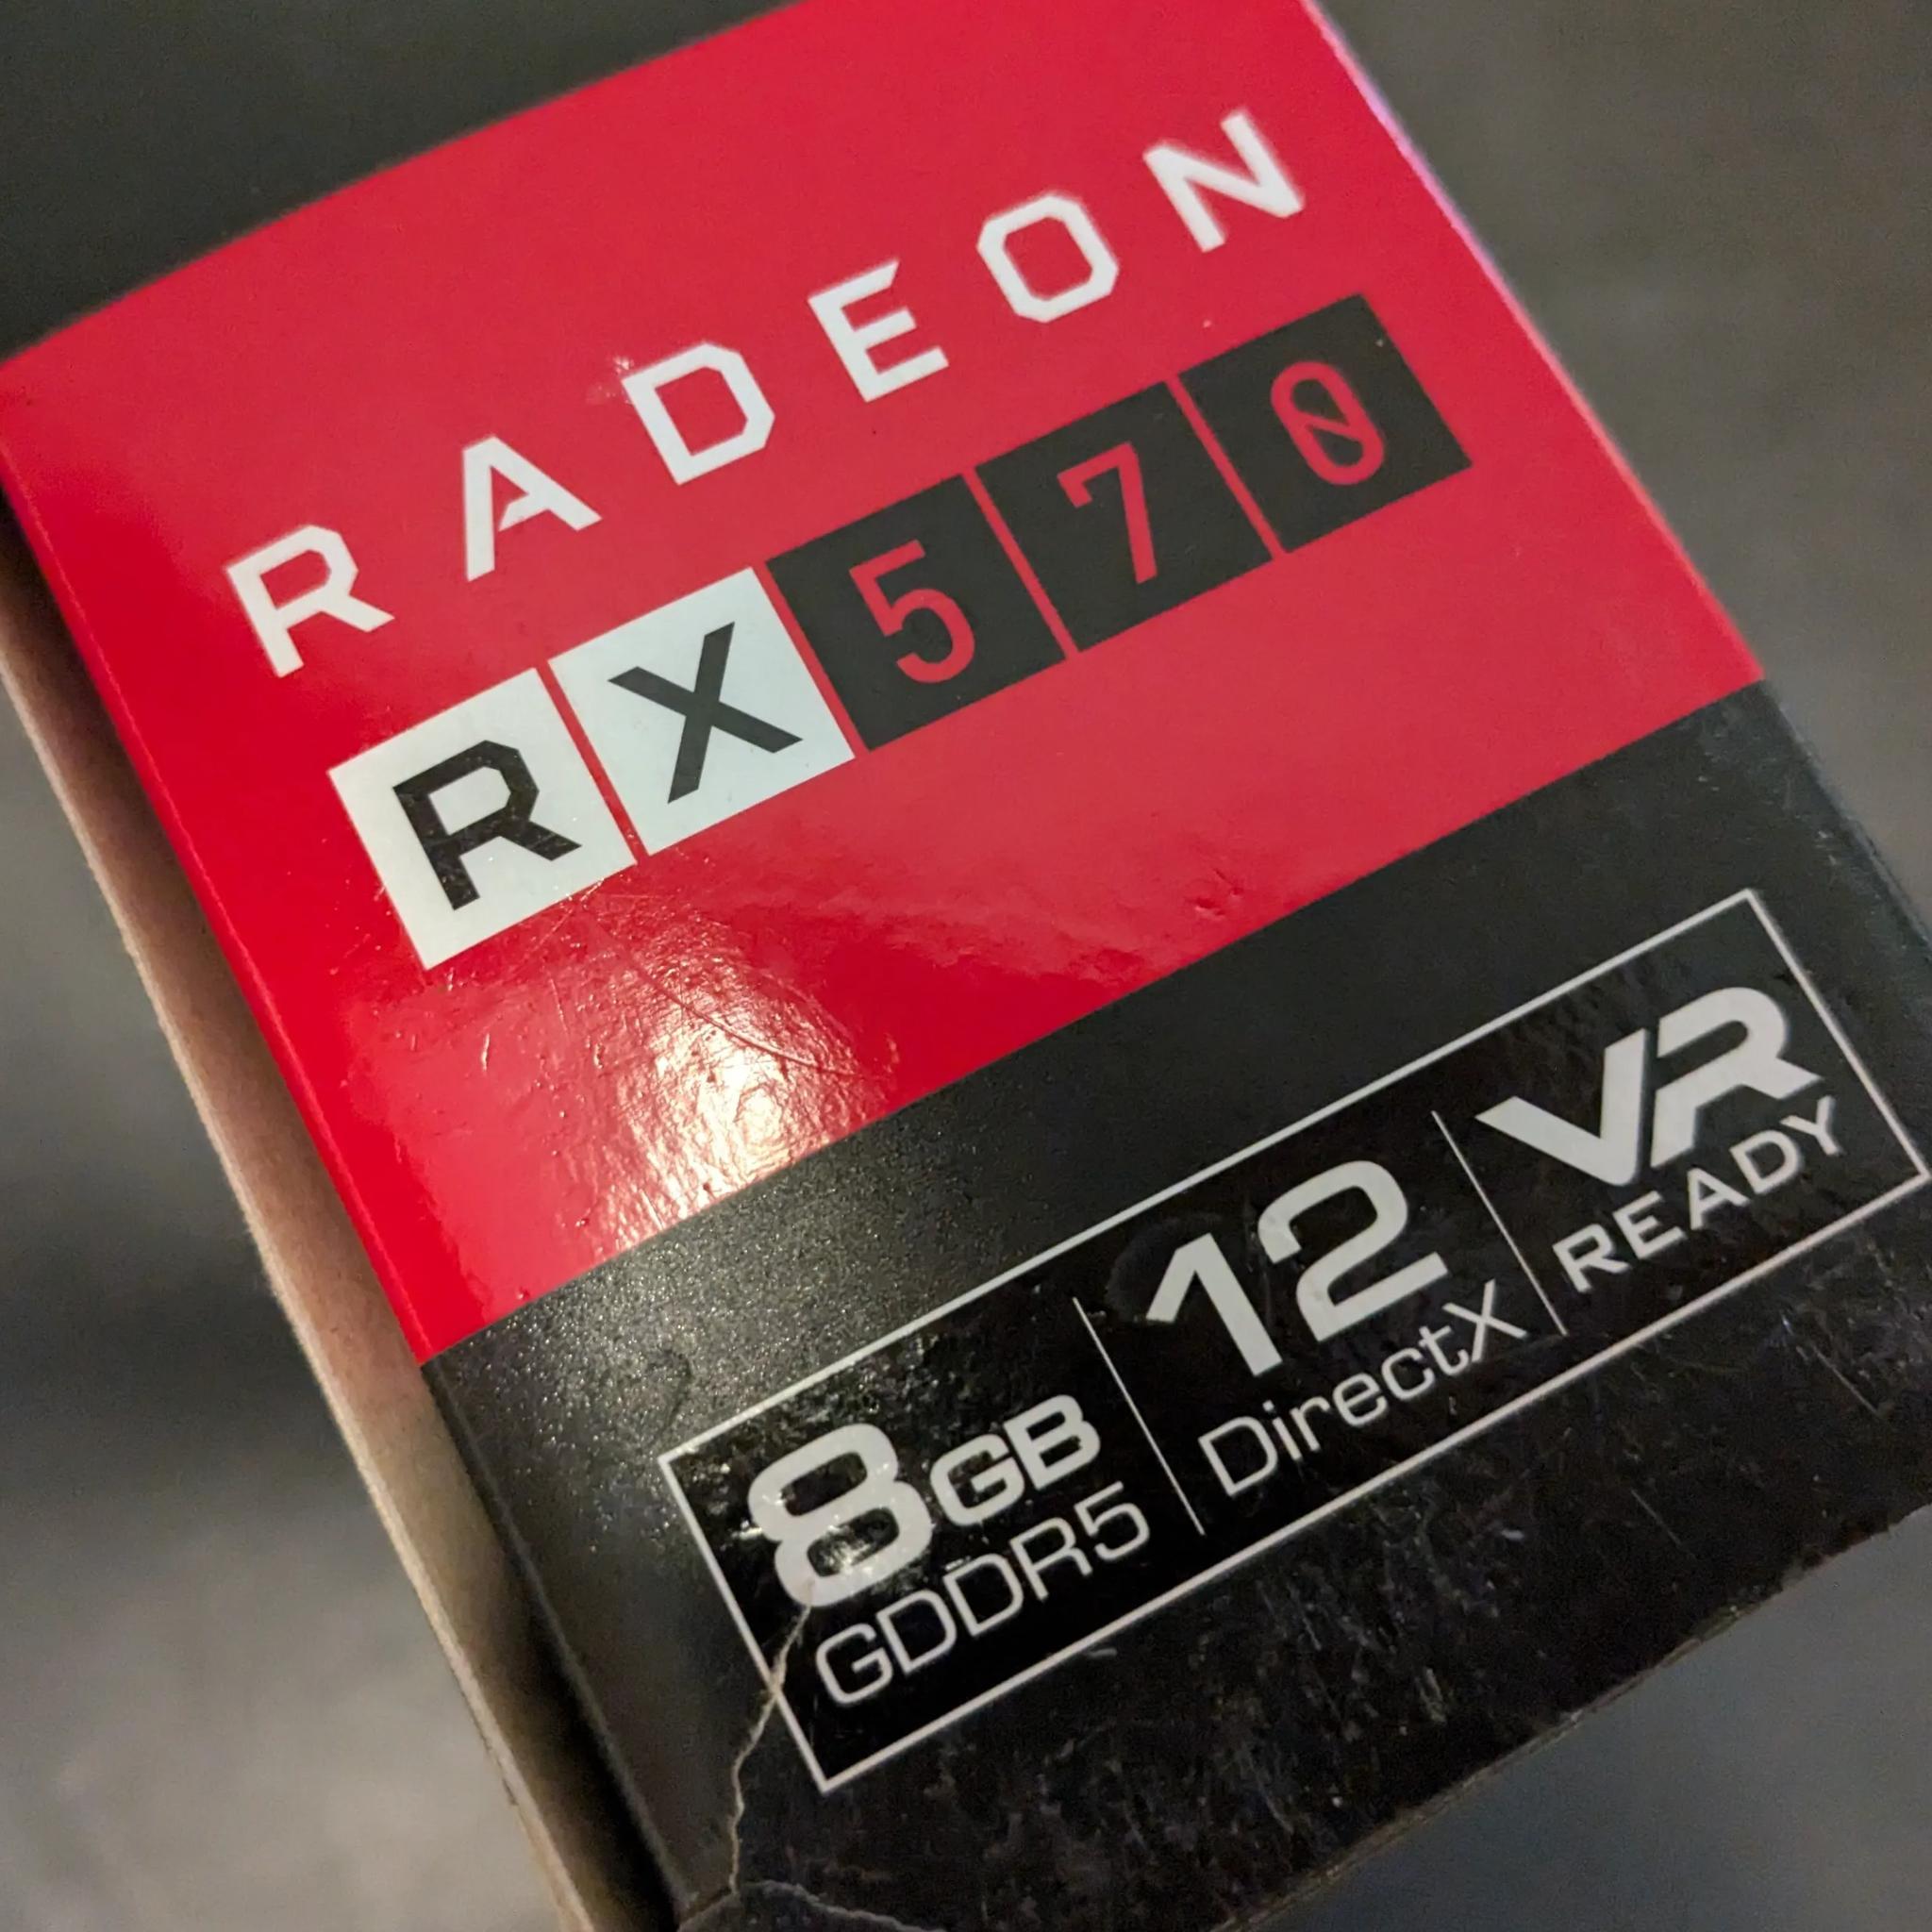 RADEON
RX 570
8GB
GDDR5
12
DirectX
VR
READY